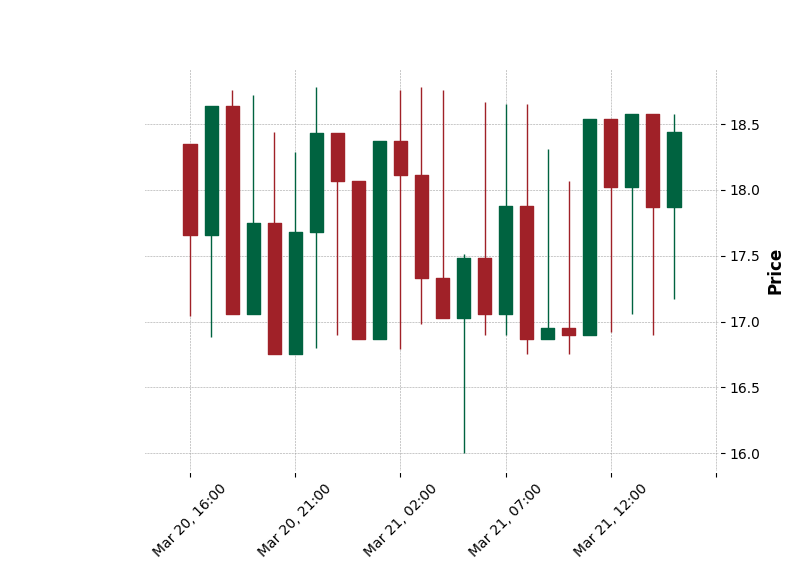 18.5
18.0
17.5
17.0
16.5
16.0
Price
Mar 20, 16:00
Mar 20, 21:00
Mar 21, 02:00
Mar 21, 07:00
Mar 21, 12:00